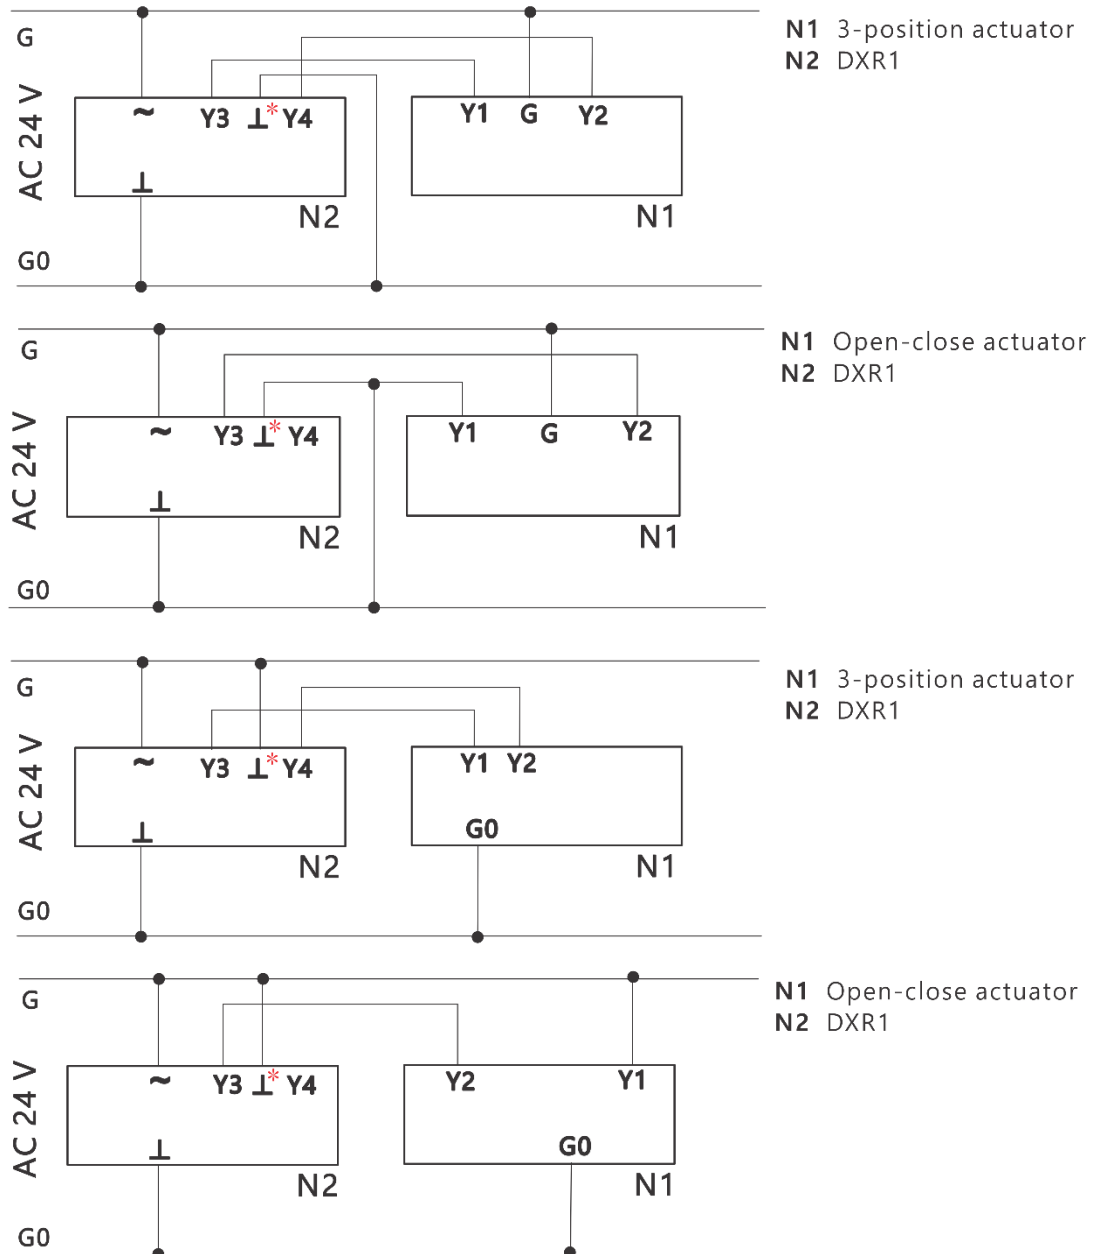 G
N1 3-position actuator
N2 DXR1
AC 24 V
~ Y3 ⊥* Y4
Y1 G Y2
⊥
N2
N1
G0
G
N1 Open-close actuator
N2 DXR1
AC 24 V
~ Y3 ⊥* Y4
Y1 G Y2
⊥
N2
N1
G0
G
N1 3-position actuator
N2 DXR1
AC 24 V
~ Y3 ⊥* Y4
Y1 Y2
⊥
G0
N2
N1
G0
G
N1 Open-close actuator
N2 DXR1
AC 24 V
~ Y3 ⊥* Y4
Y2 Y1
⊥
G0
N2
N1
G0